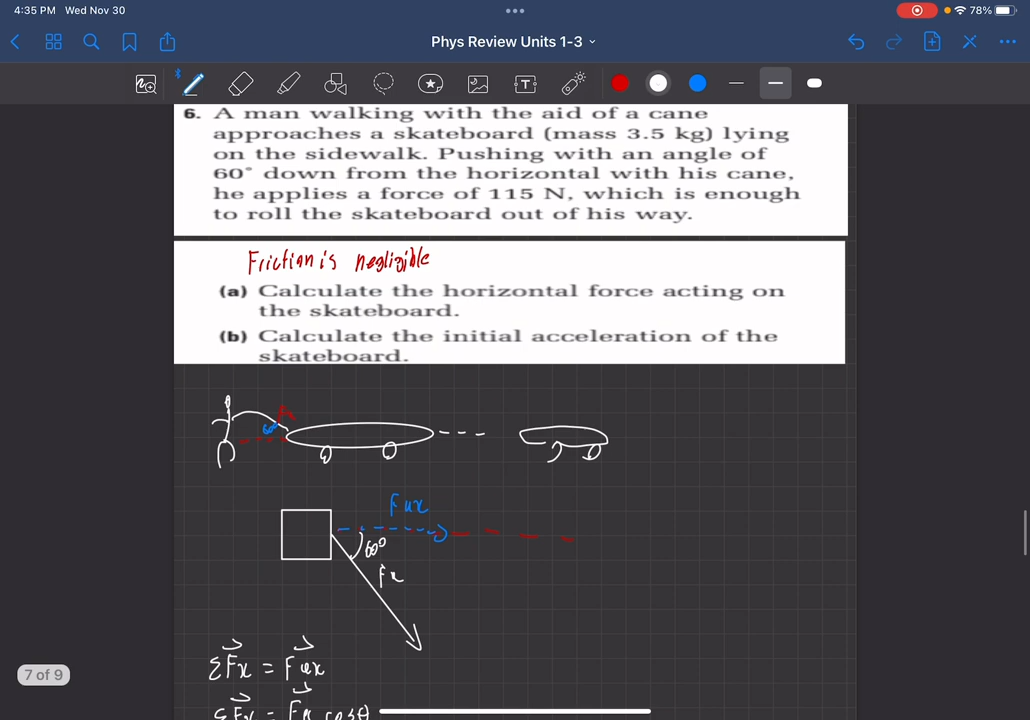 4:35 PM Wed Nov 30
78%
Phys Review Units 1-3
6. A man walking with the aid of a cane
approaches a skateboard (mass 3.5 kg) lying
on the sidewalk. Pushing with an angle of
60° down from the horizontal with his cane,
he applies a force of 115 N, which is enough
to roll the skateboard out of his way.
Friction is negligible
(a) Calculate the horizontal force acting on
the skateboard.
(b) Calculate the initial acceleration of the
skateboard.
60°
Fax
60°
ΣFx = Fax
ΣFx = Fa cosθ
7 of 9